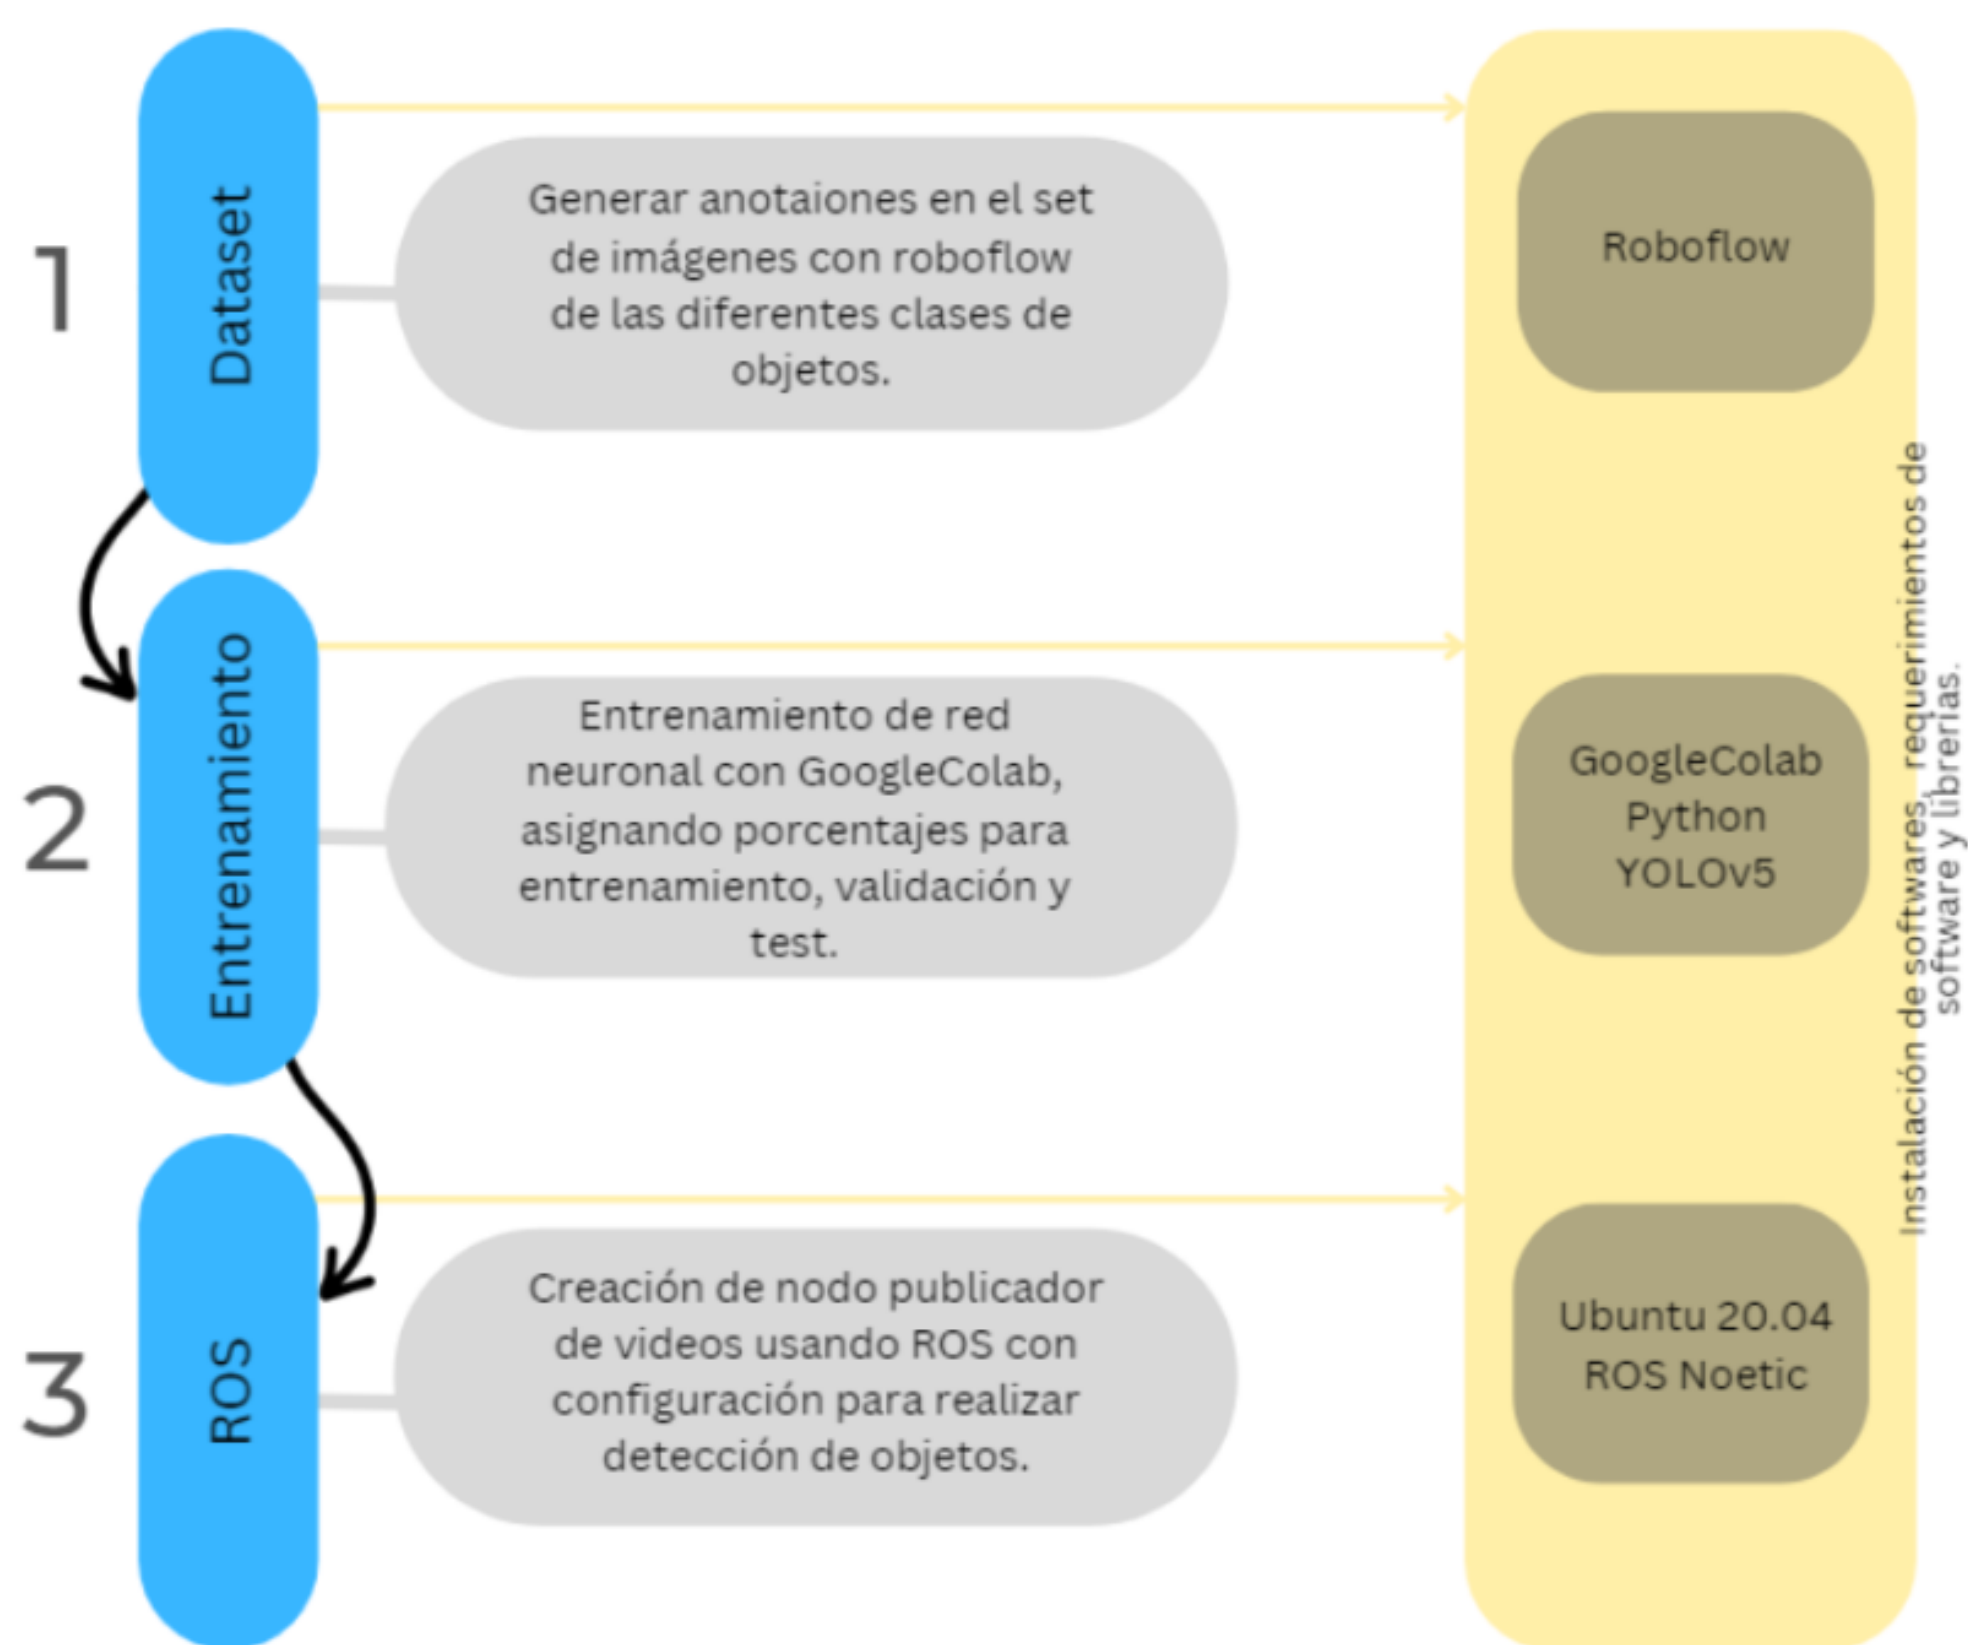 1
Dataset
Generar anotaiones en el set
de imágenes con roboflow
de las diferentes clases de
objetos.
Roboflow
2
Entrenamiento
Entrenamiento de red
neuronal con GoogleColab,
asignando porcentajes para
entrenamiento, validación y
test.
GoogleColab
Python
YOLOv5
3
ROS
Creación de nodo publicador
de videos usando ROS con
configuración para realizar
detección de objetos.
Ubuntu 20.04
ROS Noetic
Instalación de softwares, requerimientos de
software y librerías.